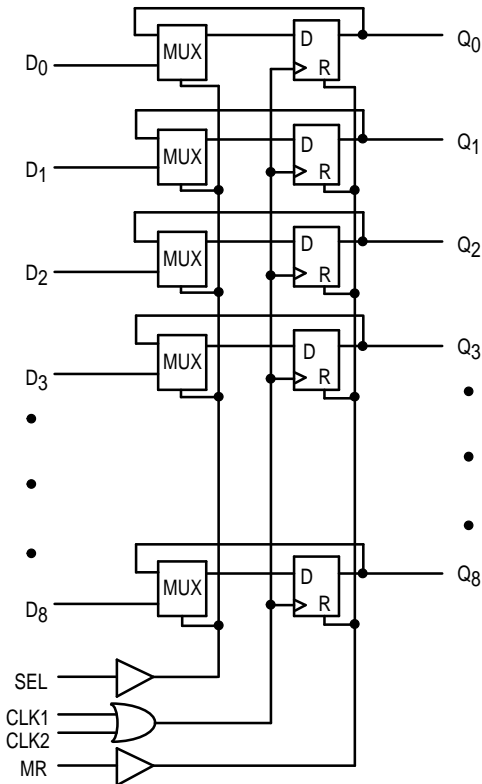 MUX D R Q0
D0
MUX D R Q1
D1
MUX D R Q2
D2
MUX D R Q3
D3
MUX D R Q8
D8
SEL
CLK1
CLK2
MR